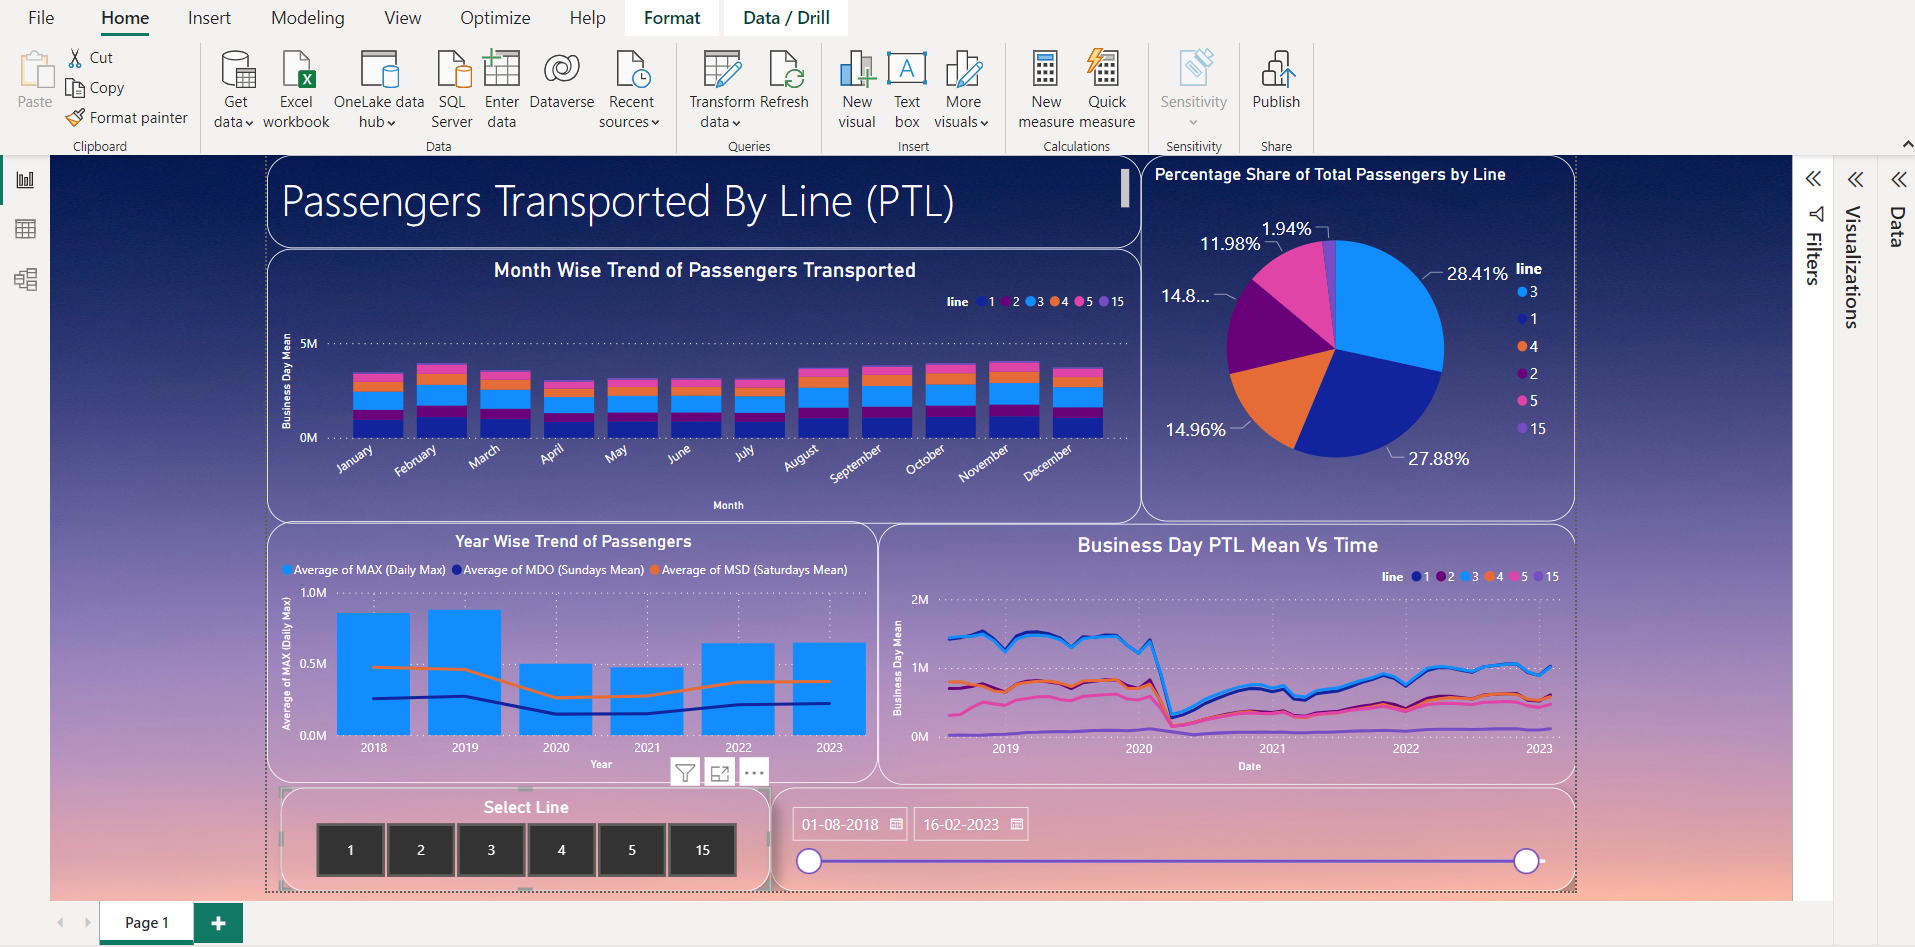 File Home Insert Modeling View Optimize Help Format Data / Drill
Paste
Cut
Copy
Format painter
Clipboard
Get data
Excel workbook
OneLake data hub
SQL Server
Enter data
Dataverse
Recent sources
Data
Transform data
Refresh
Queries
New visual
A
Text box
More visuals
Insert
New measure
Quick measure
Calculations
Sensitivity
Sensitivity
Publish
Share
Passengers Transported By Line (PTL)
Month Wise Trend of Passengers Transported
line 1 2 3 4 5 15
Business Day Mean
5M
0M
January February March April May June July August September October November December
Month
Percentage Share of Total Passengers by Line
1.94%
11.98%
14.8...
14.96%
28.41%
27.88%
line
3
1
4
2
5
15
Year Wise Trend of Passengers
Average of MAX (Daily Max) Average of MDO (Sundays Mean) Average of MSD (Saturdays Mean)
Average of MAX (Daily Max)
1.0M
0.5M
0.0M
2018 2019 2020 2021 2022 2023
Year
Business Day PTL Mean Vs Time
line 1 2 3 4 5 15
Business Day Mean
2M
1M
0M
2019 2020 2021 2022 2023
Date
Select Line
1 2 3 4 5 15
01-08-2018 16-02-2023
Filters
Visualizations
Data
Page 1